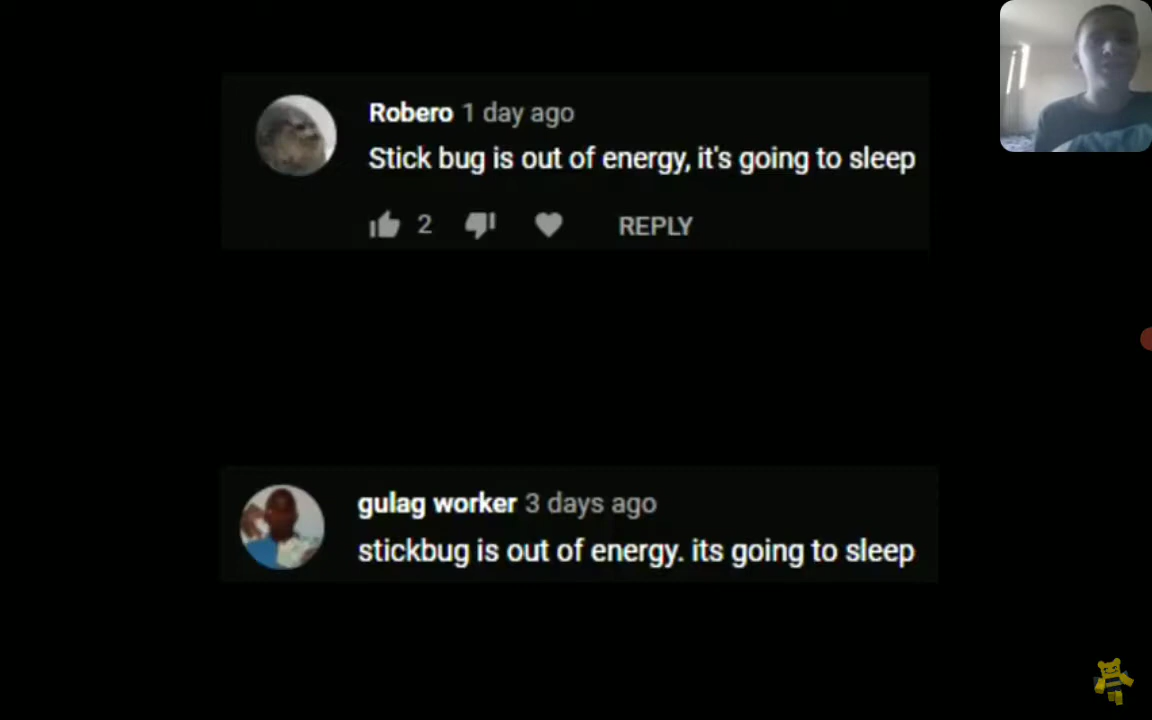 Robero 1 day ago
Stick bug is out of energy, it's going to sleep
2 REPLY
gulag worker 3 days ago
stickbug is out of energy. its going to sleep